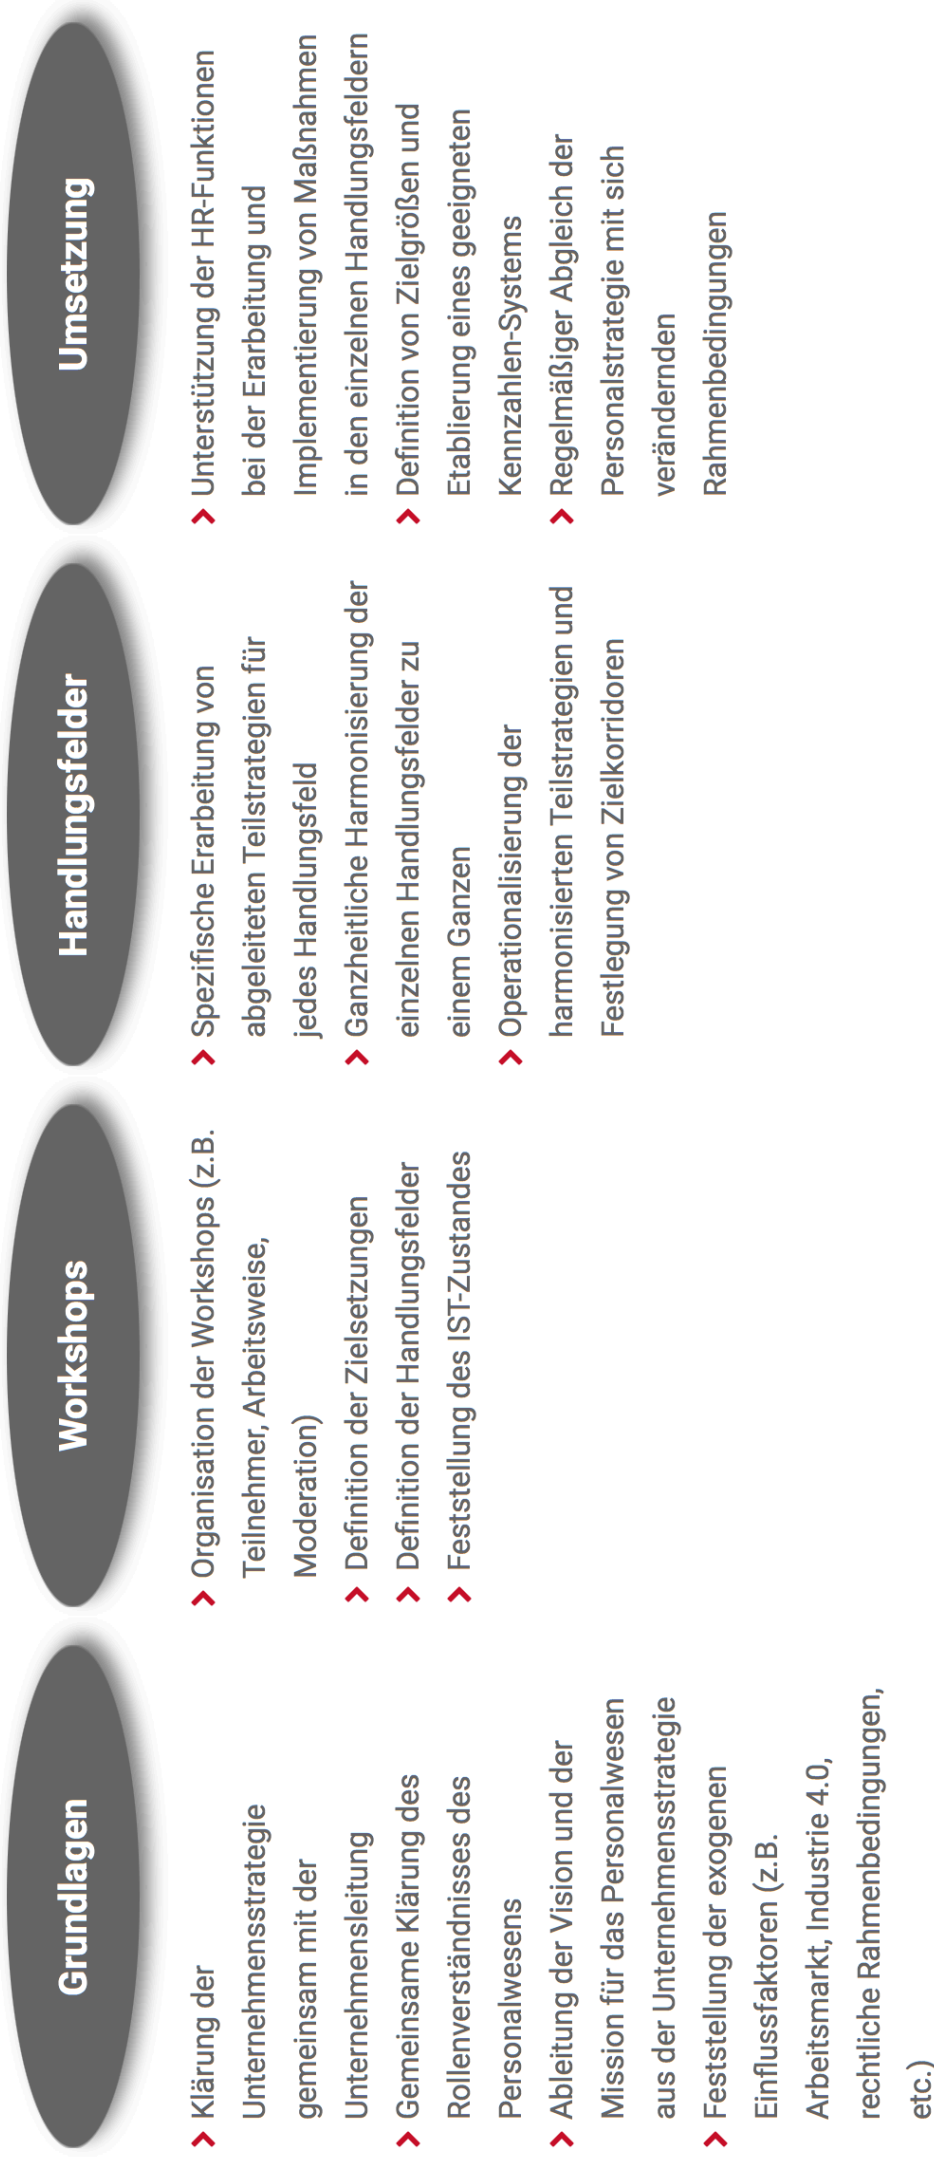 Grundlagen
Klärung der
Unternehmensstrategie
gemeinsam mit der
Unternehmensleitung
Gemeinsame Klärung des
Rollenverständnisses des
Personalwesens
Ableitung der Vision und der
Mission für das Personalwesen
aus der Unternehmensstrategie
Feststellung der exogenen
Einflussfaktoren (z.B.
Arbeitsmarkt, Industrie 4.0,
rechtliche Rahmenbedingungen,
etc.)
Workshops
Organisation der Workshops (z.B.
Teilnehmer, Arbeitsweise,
Moderation)
Definition der Zielsetzungen
Definition der Handlungsfelder
Feststellung des IST-Zustandes
Handlungsfelder
Spezifische Erarbeitung von
abgeleiteten Teilstrategien für
jedes Handlungsfeld
Ganzheitliche Harmonisierung der
einzelnen Handlungsfelder zu
einem Ganzen
Operationalisierung der
harmonisierten Teilstrategien und
Festlegung von Zielkorridoren
Umsetzung
Unterstützung der HR-Funktionen
bei der Erarbeitung und
Implementierung von Maßnahmen
in den einzelnen Handlungsfeldern
Definition von Zielgrößen und
Etablierung eines geeigneten
Kennzahlen-Systems
Regelmäßiger Abgleich der
Personalstrategie mit sich
verändernden
Rahmenbedingungen